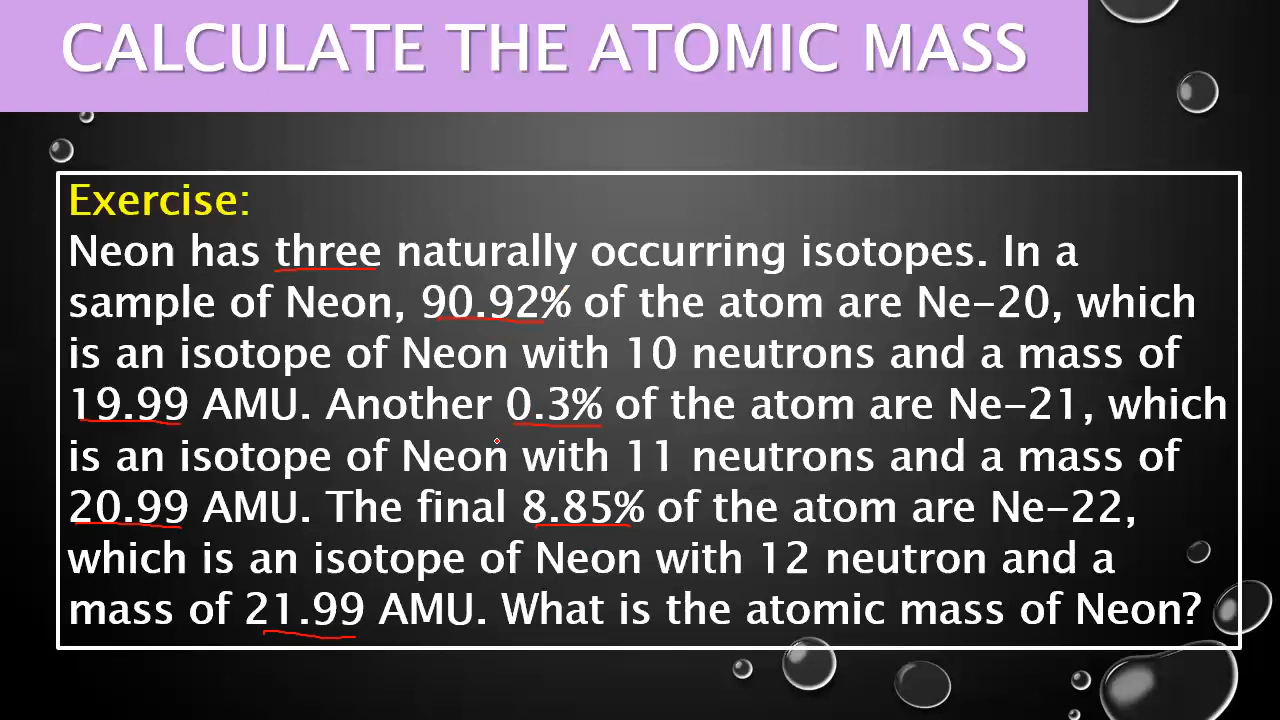 CALCULATE THE ATOMIC MASS
Exercise:
Neon has three naturally occurring isotopes. In a
sample of Neon, 90.92% of the atom are Ne-20, which
is an isotope of Neon with 10 neutrons and a mass of
19.99 AMU. Another 0.3% of the atom are Ne-21, which
is an isotope of Neon with 11 neutrons and a mass of
20.99 AMU. The final 8.85% of the atom are Ne-22,
which is an isotope of Neon with 12 neutron and a
mass of 21.99 AMU. What is the atomic mass of Neon?